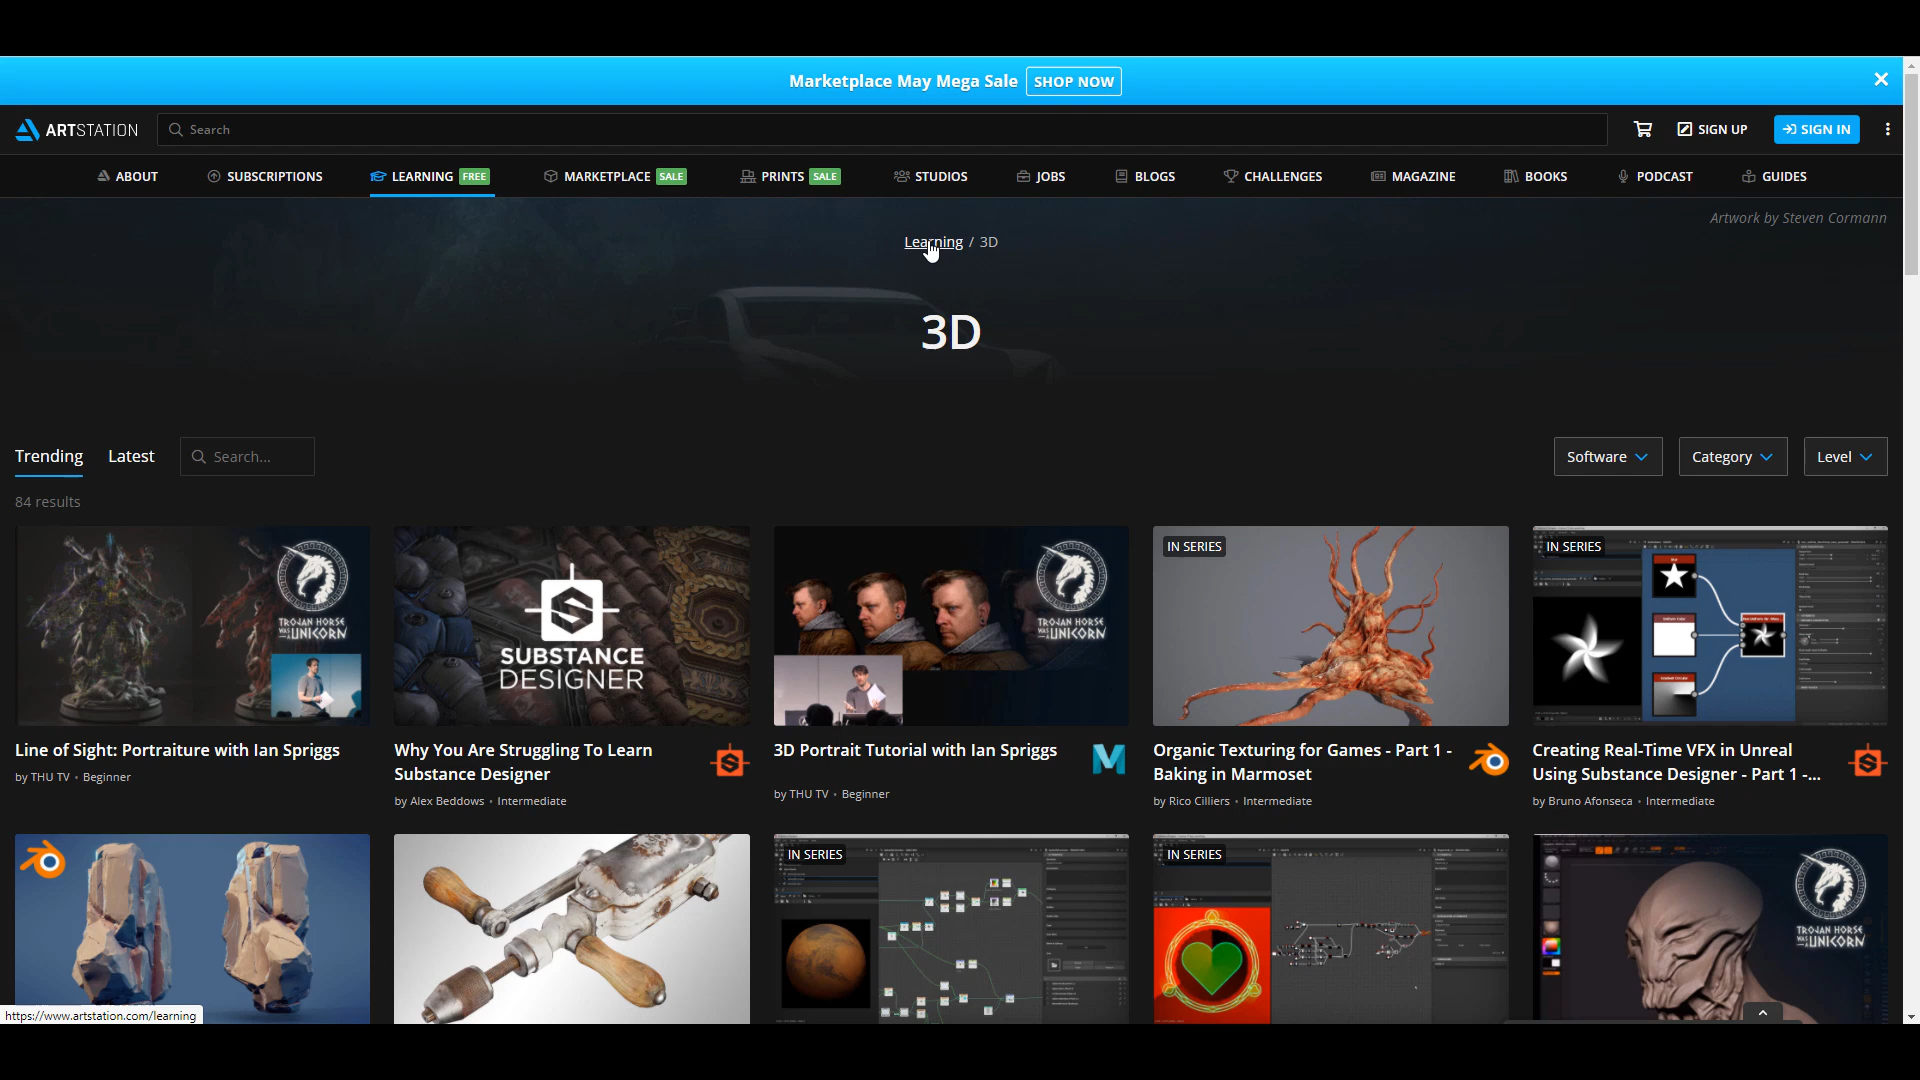 Marketplace May Mega Sale SHOP NOW
ARTSTATION Search SIGN UP SIGN IN
ABOUT SUBSCRIPTIONS LEARNING FREE MARKETPLACE SALE PRINTS SALE STUDIOS JOBS BLOGS CHALLENGES MAGAZINE BOOKS PODCAST GUIDES
Artwork by Steven Cormann
Learning / 3D
3D
Trending Latest Search... Software Category Level
84 results
TROJAN HORSE
WAS A UNICORN
SUBSTANCE
DESIGNER
TROJAN HORSE
WAS A UNICORN
IN SERIES
IN SERIES
Line of Sight: Portraiture with Ian Spriggs
by THU TV • Beginner
Why You Are Struggling To Learn
Substance Designer
by Alex Beddows • Intermediate
3D Portrait Tutorial with Ian Spriggs
by THU TV • Beginner
Organic Texturing for Games - Part 1 -
Baking in Marmoset
by Rico Cilliers • Intermediate
Creating Real-Time VFX in Unreal
Using Substance Designer - Part 1 -...
by Bruno Afonseca • Intermediate
IN SERIES
IN SERIES
TROJAN HORSE
WAS A UNICORN
https://www.artstation.com/learning